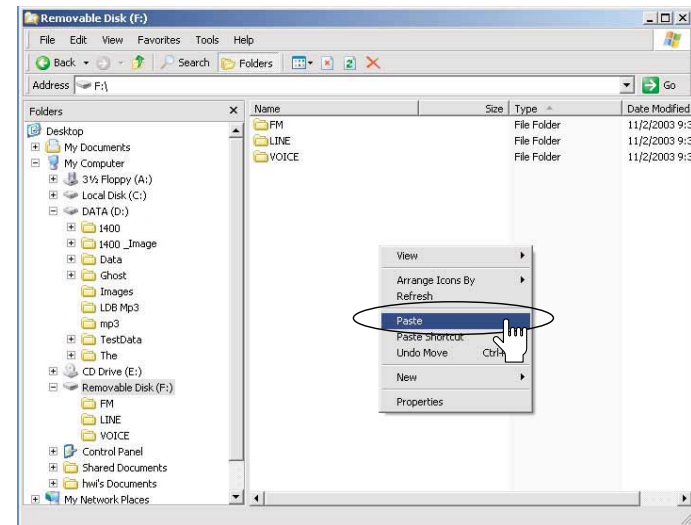 Removable Disk (F:)
File Edit View Favorites Tools Help
Back Search Folders
Address F:\ Go
Folders
Desktop
My Documents
My Computer
3½ Floppy (A:)
Local Disk (C:)
DATA (D:)
1400
1400 _Image
Data
Ghost
Images
LDB Mp3
mp3
TestData
The
CD Drive (E:)
Removable Disk (F:)
FM
LINE
VOICE
Control Panel
Shared Documents
hwi's Documents
My Network Places
Name Size Type Date Modified
FM File Folder 11/2/2003 9:3
LINE File Folder 11/2/2003 9:3
VOICE File Folder 11/2/2003 9:3
View
Arrange Icons By
Refresh
Paste
Paste Shortcut
Undo Move Ctrl+
New
Properties